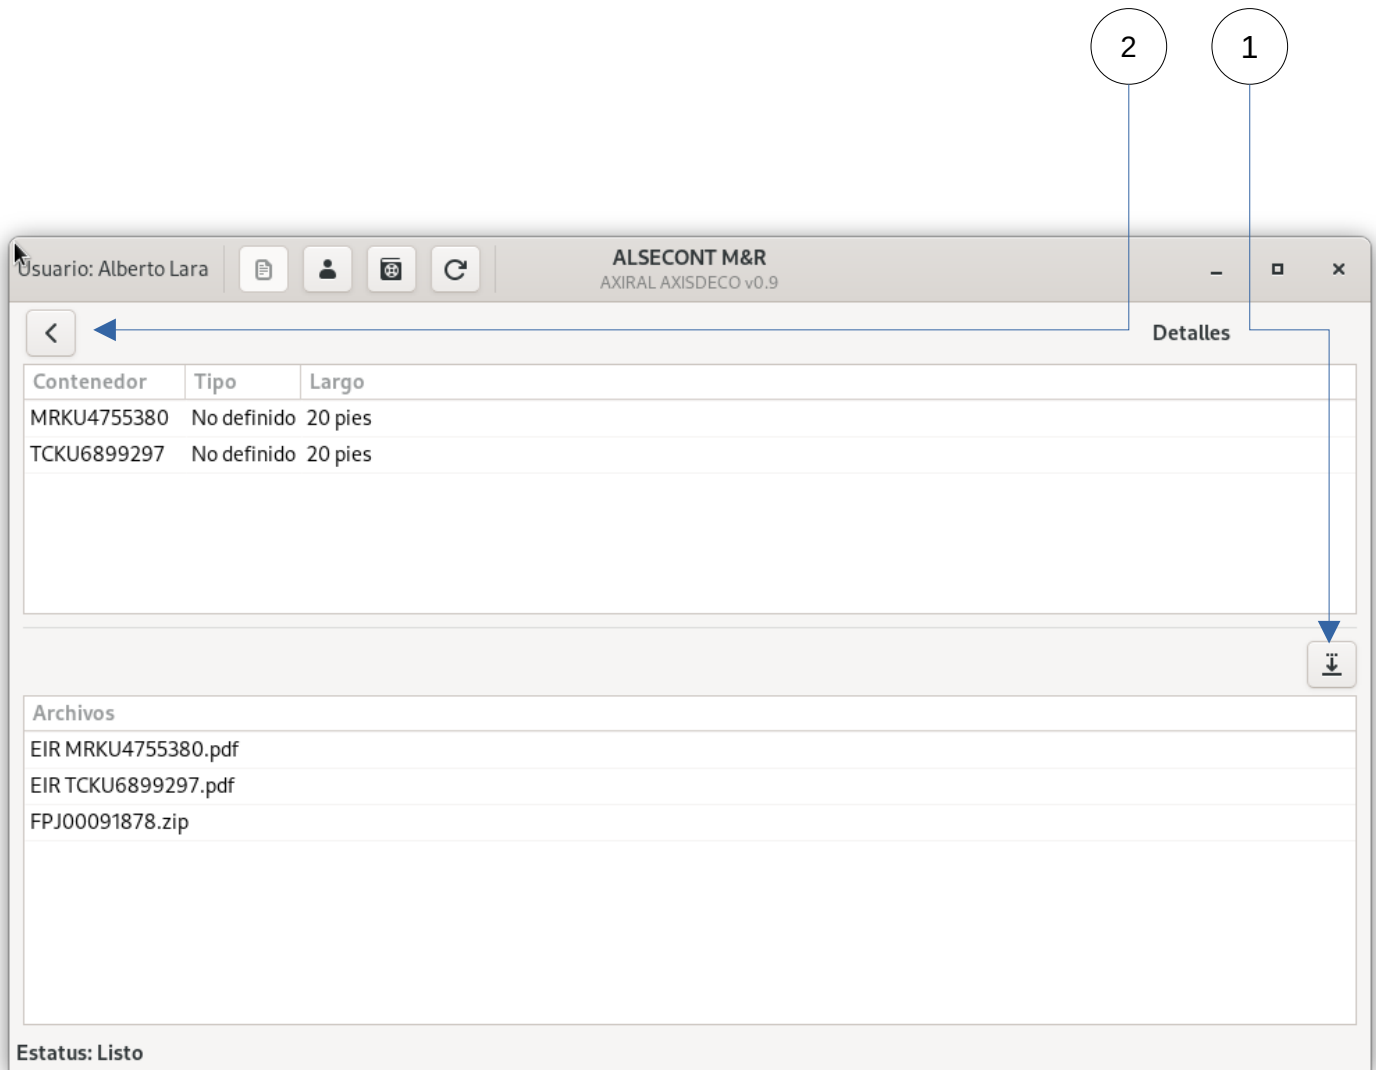 2 1
Usuario: Alberto Lara
ALSECONT M&R
AXIRAL AXISDECO v0.9
Detalles
Contenedor Tipo Largo
MRKU4755380 No definido 20 pies
TCKU6899297 No definido 20 pies
Archivos
EIR MRKU4755380.pdf
EIR TCKU6899297.pdf
FPJ00091878.zip
Estatus: Listo